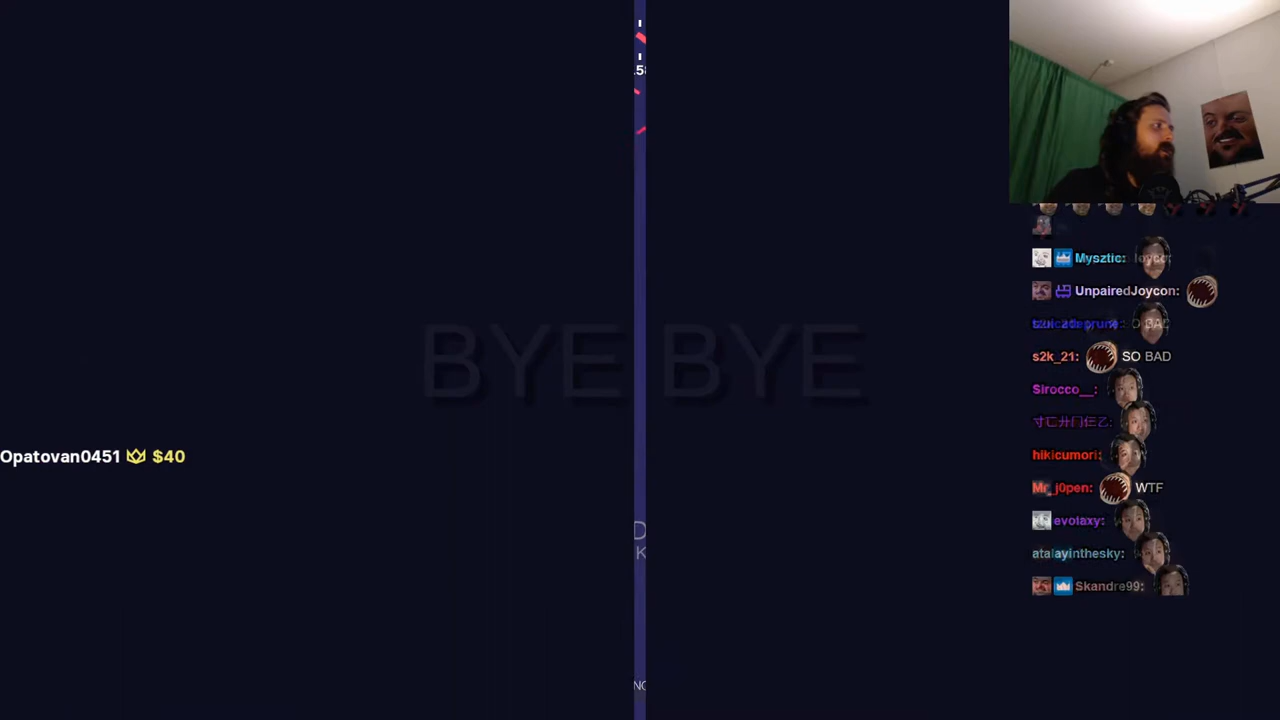 BYE BYE
Opatovan0451 $40
Mysztic:
UnpairedJoycon:
s2k_21: SO BAD
Sirocco__:
hikicumori:
Mr_j0pen: WTF
evolaxy:
atalayinthesky:
Skandre99: